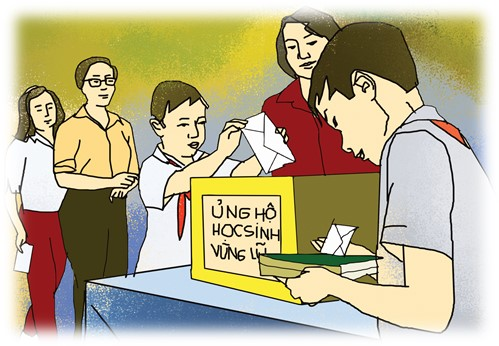 ỦNG HỘ
HỌC SINH
VÙNG LŨ